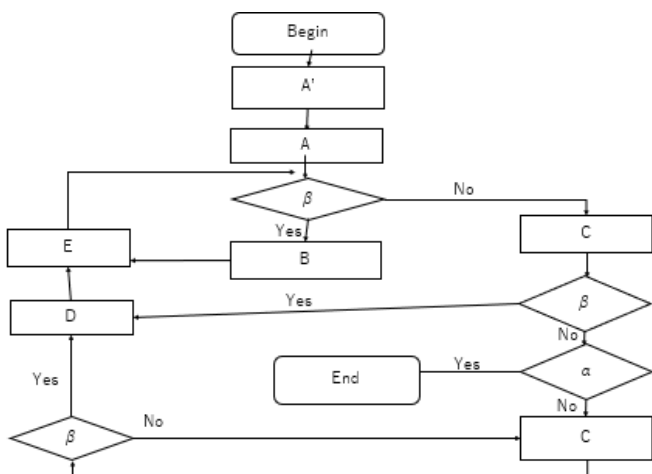 Begin
A'
A
β
No
Yes
C
E
B
Yes
β
D
No
Yes
End
Yes
α
No
β
No
C